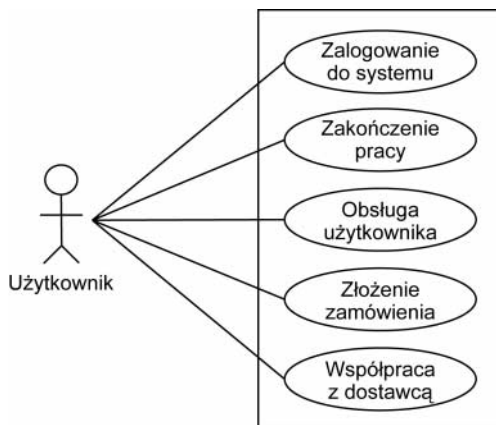 Zalogowanie
do systemu
Zakończenie
pracy
Obsługa
użytkownika
Użytkownik
Złożenie
zamówienia
Współpraca
z dostawcą